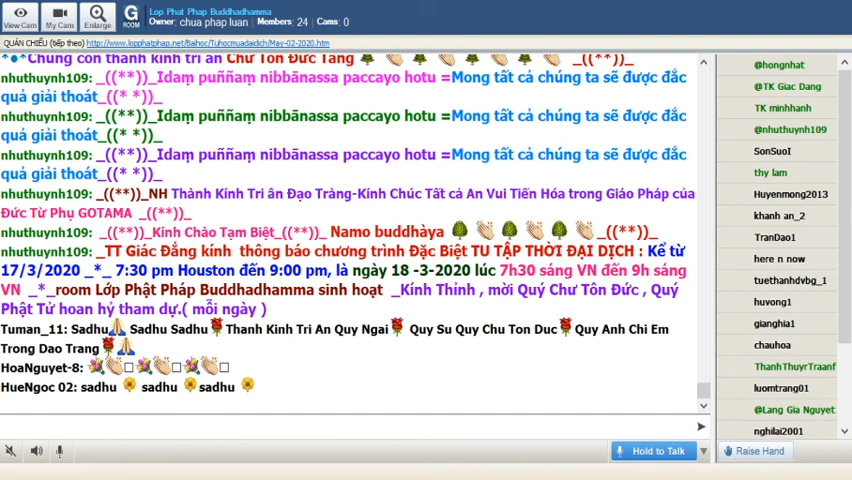 View Cam
My Cam
Enlarge
G
ROOM
Lop Phat Phap Buddhadhamma
Owner: chua phap luan Members: 24 Cams: 0
QUÁN CHIẾU (tiếp theo) http://www.lopphatphap.net/Baihoc/Tuhocmuadaidich/May-02-2020.htm
*•●*Chúng con thành kính tri ân Chư Tôn Đức Tăng _((**))_
nhuthuynh109: _((**))_Idaṃ puññaṃ nibbānassa paccayo hotu =Mong tất cả chúng ta sẽ được đắc
quả giải thoát_((* *))_
nhuthuynh109: _((**))_Idaṃ puññaṃ nibbānassa paccayo hotu =Mong tất cả chúng ta sẽ được đắc
quả giải thoát_((* *))_
nhuthuynh109: _((**))_Idaṃ puññaṃ nibbānassa paccayo hotu =Mong tất cả chúng ta sẽ được đắc
quả giải thoát_((* *))_
nhuthuynh109: _((**))_NH Thành Kính Tri ân Đạo Tràng-Kính Chúc Tất cả An Vui Tiến Hóa trong Giáo Pháp của
Đức Từ Phụ GOTAMA _((**))_
nhuthuynh109: _((**))_Kính Chào Tạm Biệt_((**))_ Namo buddhàya 🌳👏🌳👏🌳👏 _((**))_
nhuthuynh109: _TT Giác Đẳng kính thông báo chương trình Đặc Biệt TU TẬP THỜI ĐẠI DỊCH : Kể từ
17/3/2020 _*_ 7:30 pm Houston đến 9:00 pm, là ngày 18 -3-2020 lúc 7h30 sáng VN đến 9h sáng
VN _*_room Lớp Phật Pháp Buddhadhamma sinh hoạt _Kính Thỉnh , mời Quý Chư Tôn Đức , Quý
Phật Tử hoan hỷ tham dự.( mỗi ngày )
Tuman_11: Sadhu🙏 Sadhu Sadhu🌹Thanh Kinh Tri An Quy Ngai🌹 Quy Su Quy Chu Ton Duc🌹Quy Anh Chi Em
Trong Dao Trang🌹🙏
HoaNguyet-8: 💐👏□💐👏□💐👏□
HueNgoc 02: sadhu 🌼 sadhu 🌼sadhu 🌼
Hold to Talk
@hongnhat
@TK Giac Dang
TK minhhanh
@nhuthuynh109
SonSuoI
thy lam
Huyenmong2013
khanh an_2
TranDao1
here n now
tuethanhdvbg_1
huvong1
gianghia1
chauhoa
ThanhThuyrTraanf
luomtrang01
@Lang Gia Nguyet
nghilai2001
Raise Hand